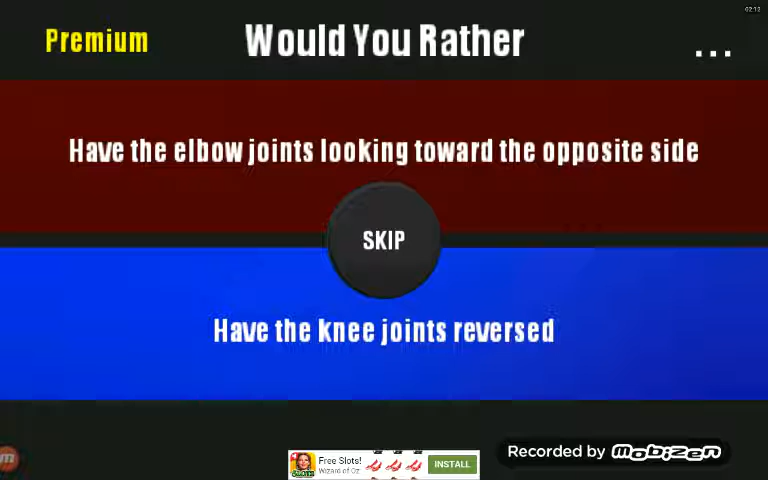 02:13
Premium
Would You Rather
...
Have the elbow joints looking toward the opposite side
SKIP
Have the knee joints reversed
m
Free Slots!
Wizard of Oz
INSTALL
Recorded by Mobizen